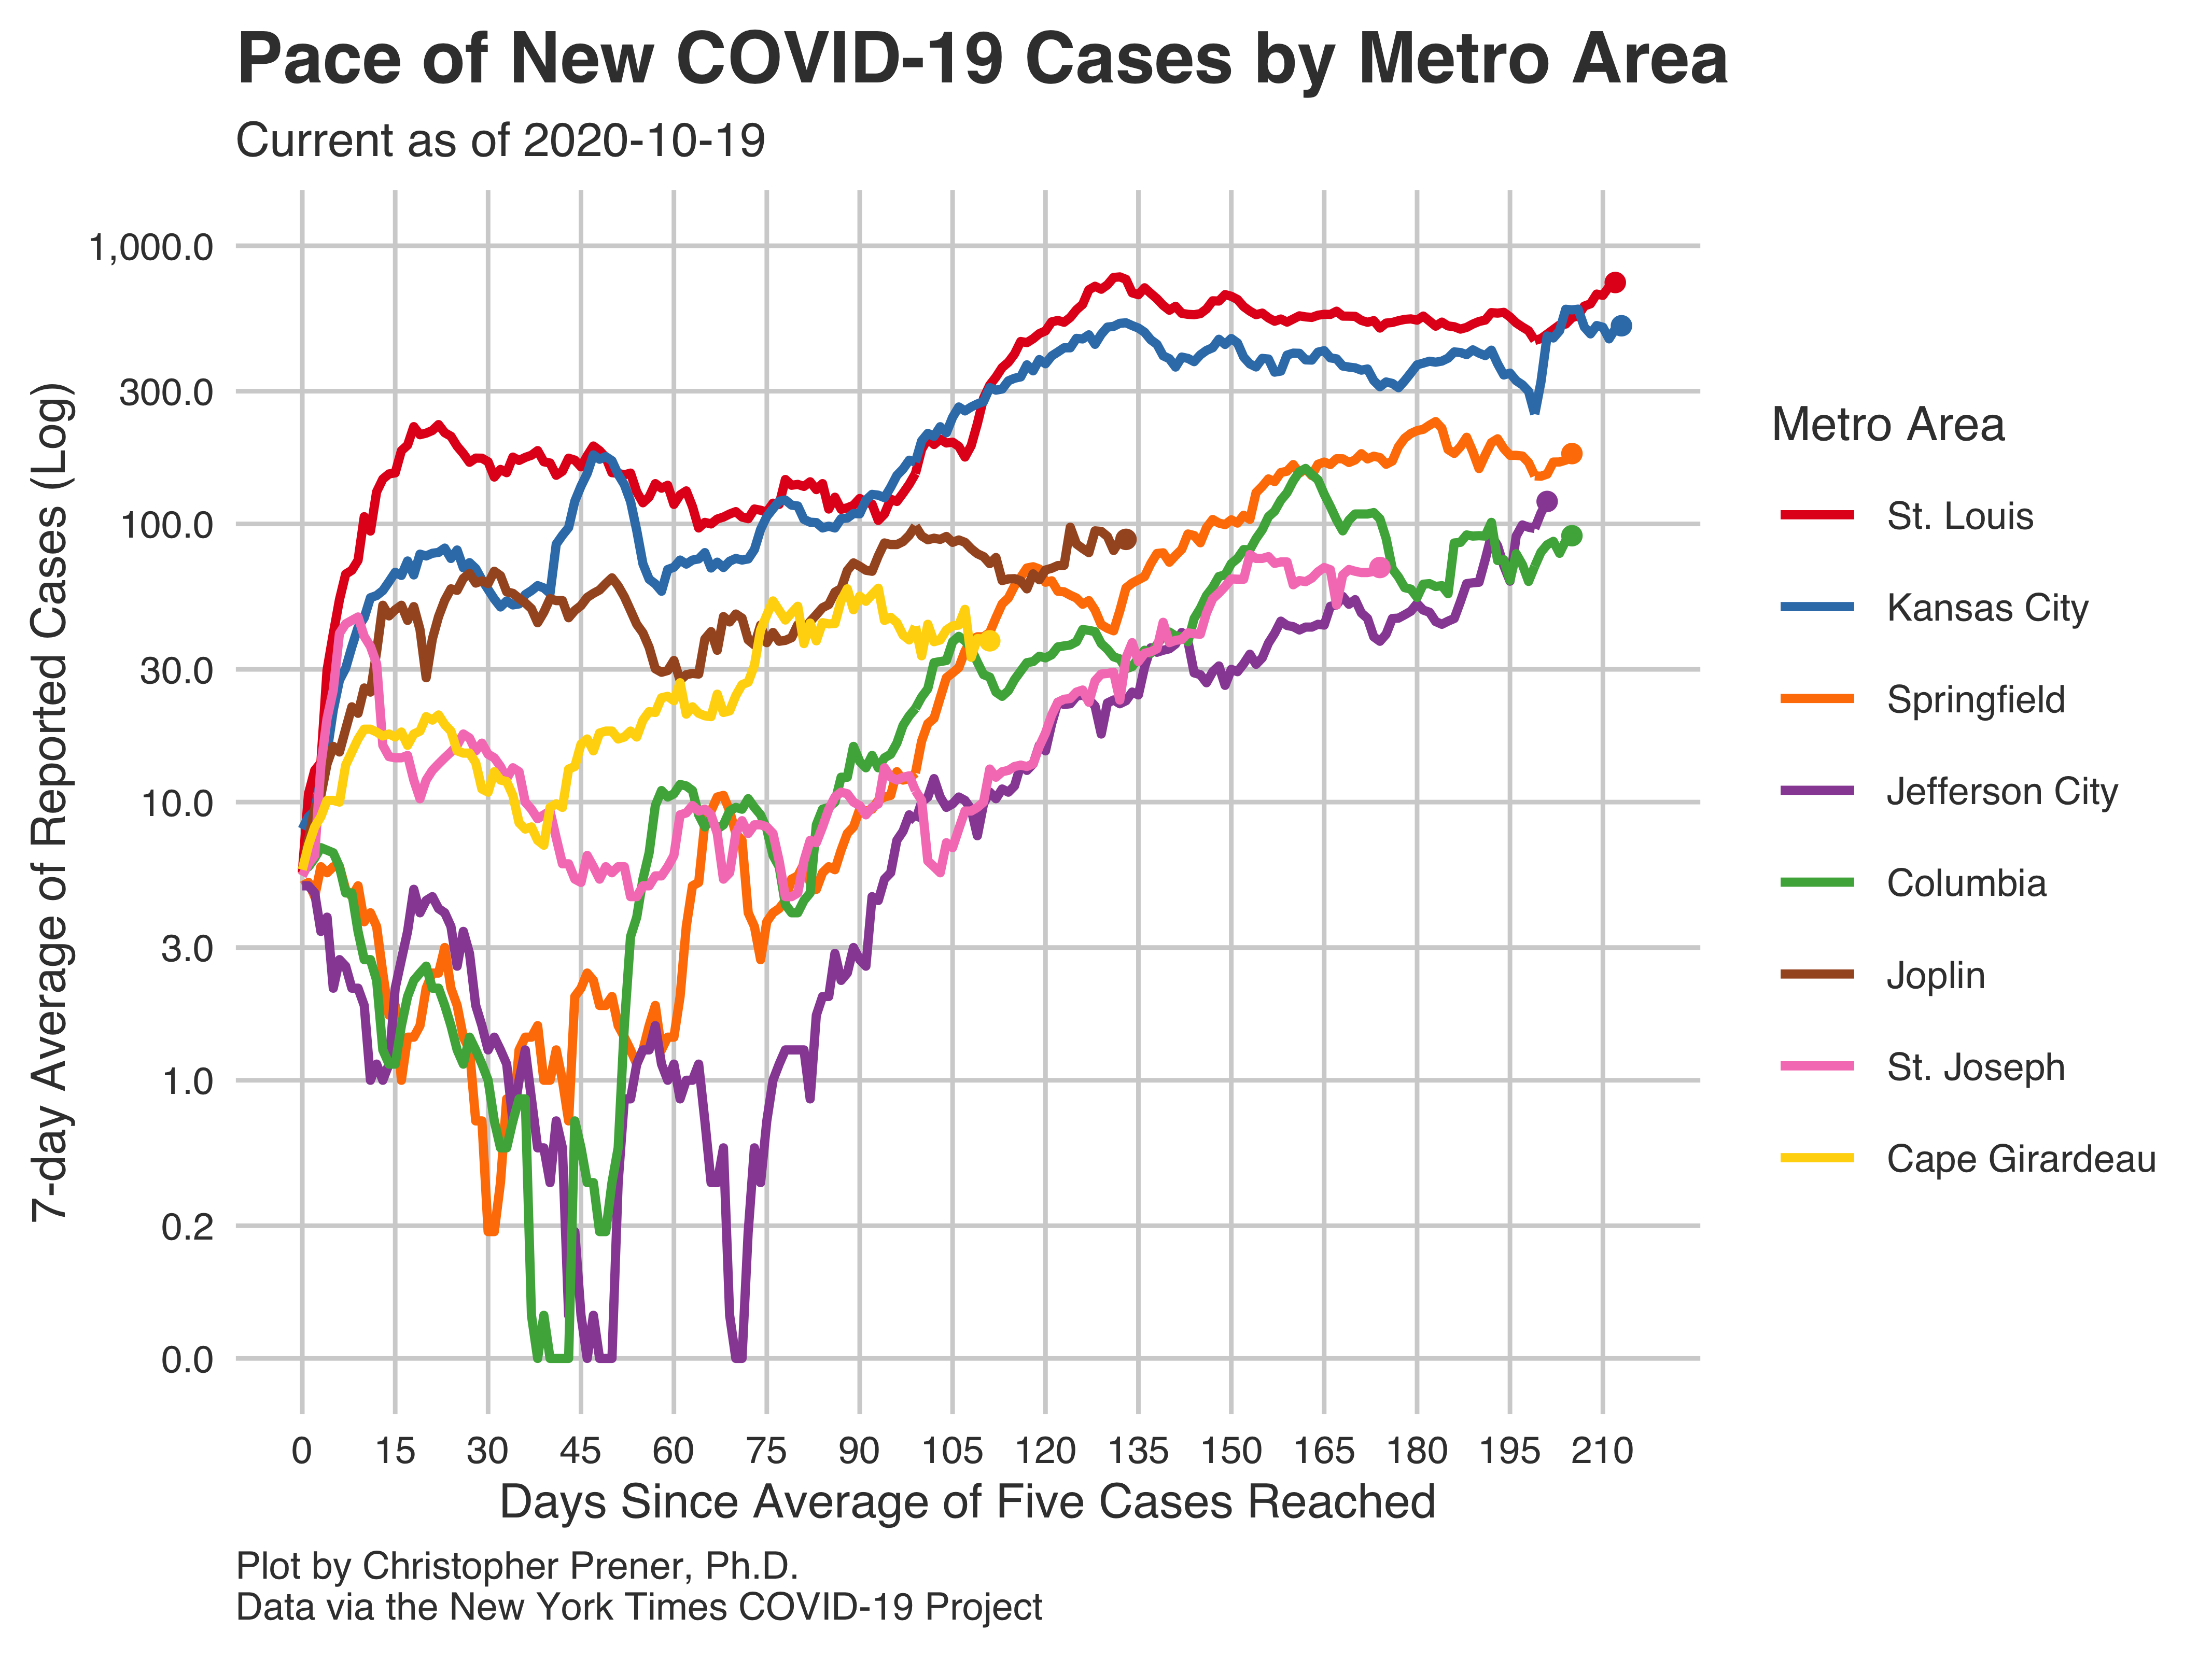 Pace of New COVID-19 Cases by Metro Area
Current as of 2020-10-19
7-day Average of Reported Cases (Log)
1,000.0
300.0
100.0
30.0
10.0
3.0
1.0
0.2
0.0
0 15 30 45 60 75 90 105 120 135 150 165 180 195 210
Days Since Average of Five Cases Reached
Metro Area
St. Louis
Kansas City
Springfield
Jefferson City
Columbia
Joplin
St. Joseph
Cape Girardeau
Plot by Christopher Prener, Ph.D.
Data via the New York Times COVID-19 Project